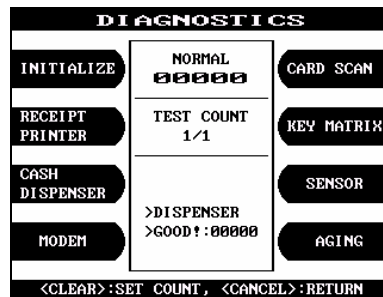 DIAGNOSTICS
INITIALIZE
RECEIPT
PRINTER
CASH
DISPENSER
MODEM
NORMAL
00000
TEST COUNT
1/1
>DISPENSER
>GOOD!:00000
CARD SCAN
KEY MATRIX
SENSOR
AGING
<CLEAR>:SET COUNT, <CANCEL>:RETURN